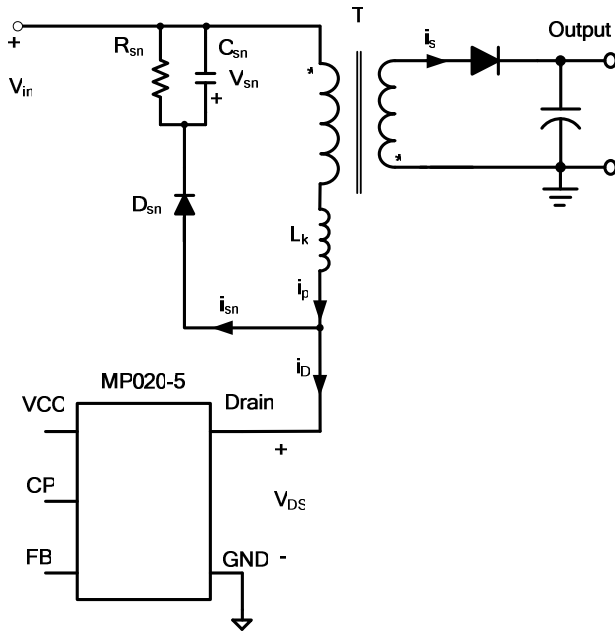 T
+
Rsn
Csn
Vsn
+
Vin
*
*
is
Output
Dsn
Lk
ip
isn
iD
MP020-5
VCC
Drain
+
CP
VDS
FB
GND
-